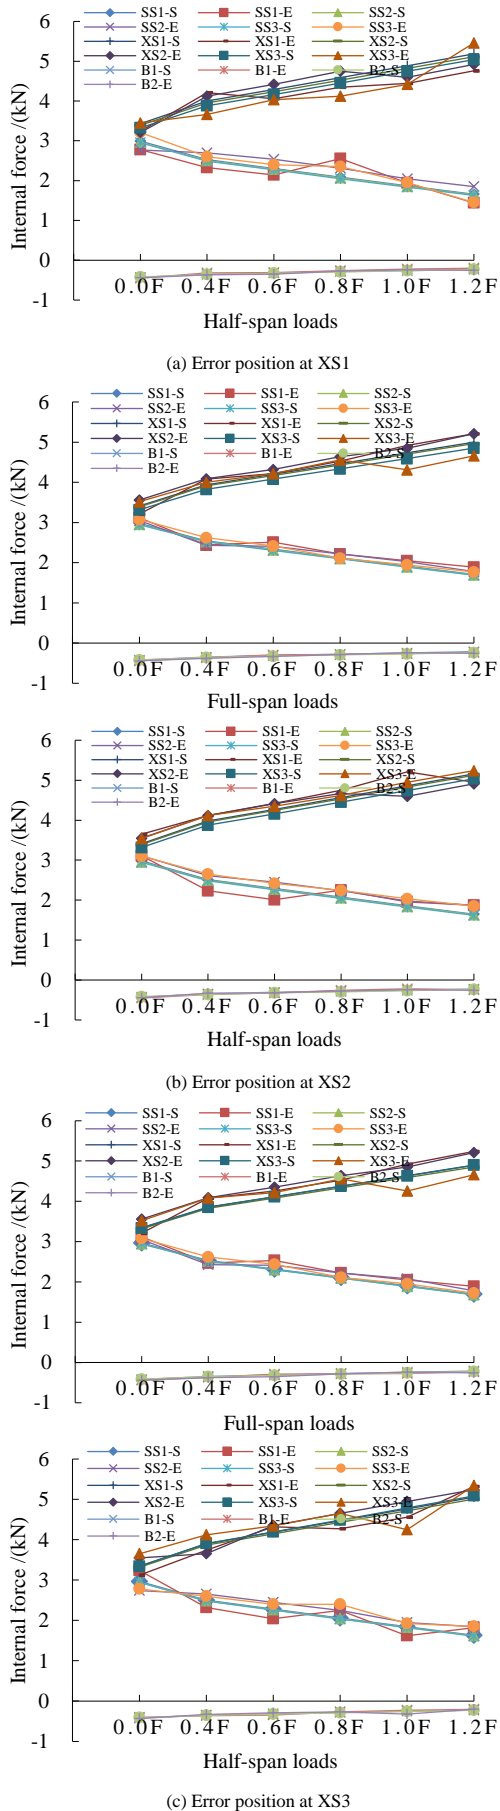 SS1-S SS1-E SS2-S
SS2-E SS3-S SS3-E
XS1-S XS1-E XS2-S
XS2-E XS3-S XS3-E
B1-S B1-E B2-S
B2-E
6
5
4
3
2
1
0
-1
Internal force /(kN)
0.0F 0.4F 0.6F 0.8F 1.0F 1.2F
Half-span loads
(a) Error position at XS1
SS1-S SS1-E SS2-S
SS2-E SS3-S SS3-E
XS1-S XS1-E XS2-S
XS2-E XS3-S XS3-E
B1-S B1-E B2-S
B2-E
6
5
4
3
2
1
0
-1
Internal force /(kN)
0.0F 0.4F 0.6F 0.8F 1.0F 1.2F
Full-span loads
SS1-S SS1-E SS2-S
SS2-E SS3-S SS3-E
XS1-S XS1-E XS2-S
XS2-E XS3-S XS3-E
B1-S B1-E B2-S
B2-E
6
5
4
3
2
1
0
-1
Internal force /(kN)
0.0F 0.4F 0.6F 0.8F 1.0F 1.2F
Half-span loads
(b) Error position at XS2
SS1-S SS1-E SS2-S
SS2-E SS3-S SS3-E
XS1-S XS1-E XS2-S
XS2-E XS3-S XS3-E
B1-S B1-E B2-S
B2-E
6
5
4
3
2
1
0
-1
Internal force /(kN)
0.0F 0.4F 0.6F 0.8F 1.0F 1.2F
Full-span loads
SS1-S SS1-E SS2-S
SS2-E SS3-S SS3-E
XS1-S XS1-E XS2-S
XS2-E XS3-S XS3-E
B1-S B1-E B2-S
B2-E
6
5
4
3
2
1
0
-1
Internal force /(kN)
0.0F 0.4F 0.6F 0.8F 1.0F 1.2F
Half-span loads
(c) Error position at XS3